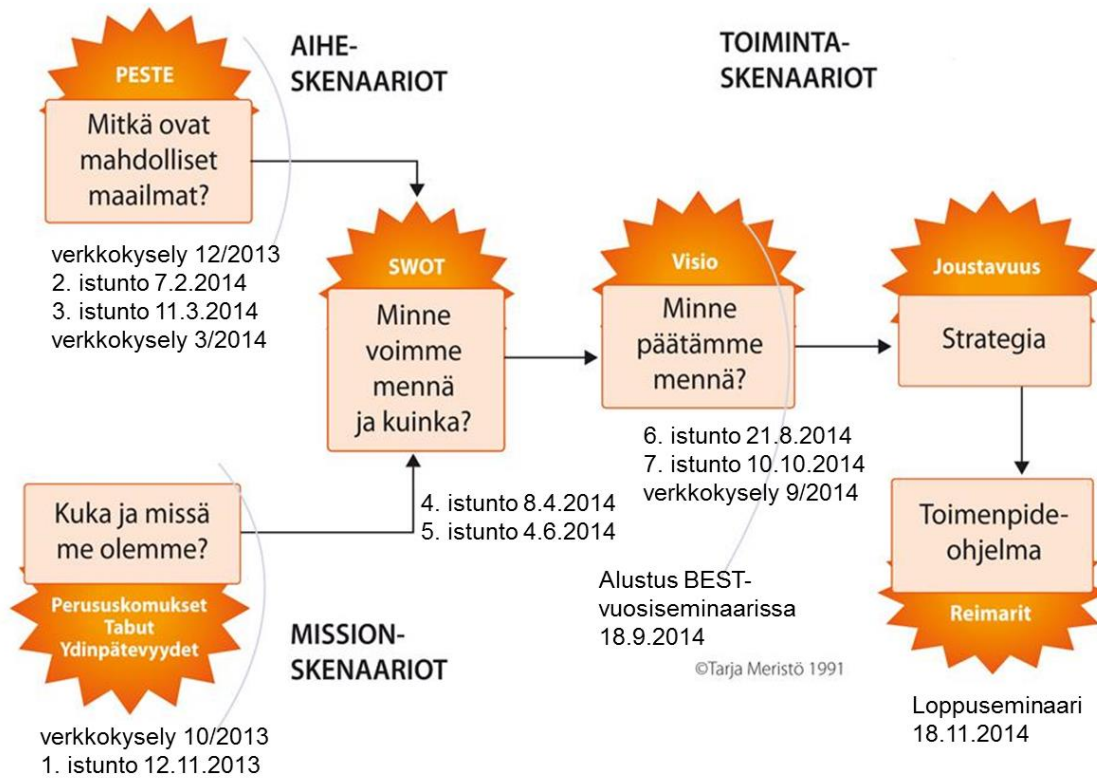 AIHE-
SKENAARIOT
TOIMINTA-
SKENAARIOT
PESTE
Mitkä ovat
mahdolliset
maailmat?
verkkokysely 12/2013
2. istunto 7.2.2014
3. istunto 11.3.2014
verkkokysely 3/2014
SWOT
Minne
voimme
mennä
ja kuinka?
Visio
Minne
päätämme
mennä?
Joustavuus
Strategia
6. istunto 21.8.2014
7. istunto 10.10.2014
verkkokysely 9/2014
4. istunto 8.4.2014
5. istunto 4.6.2014
Kuka ja missä
me olemme?
Perususkomukset
Tabut
Ydinpätevyydet
MISSION-
SKENAARIOT
Alustus BEST-
vuosiseminaarissa
18.9.2014
©Tarja Meristö 1991
Toimenpide-
ohjelma
Reimarit
Loppuseminaari
18.11.2014
verkkokysely 10/2013
1. istunto 12.11.2013